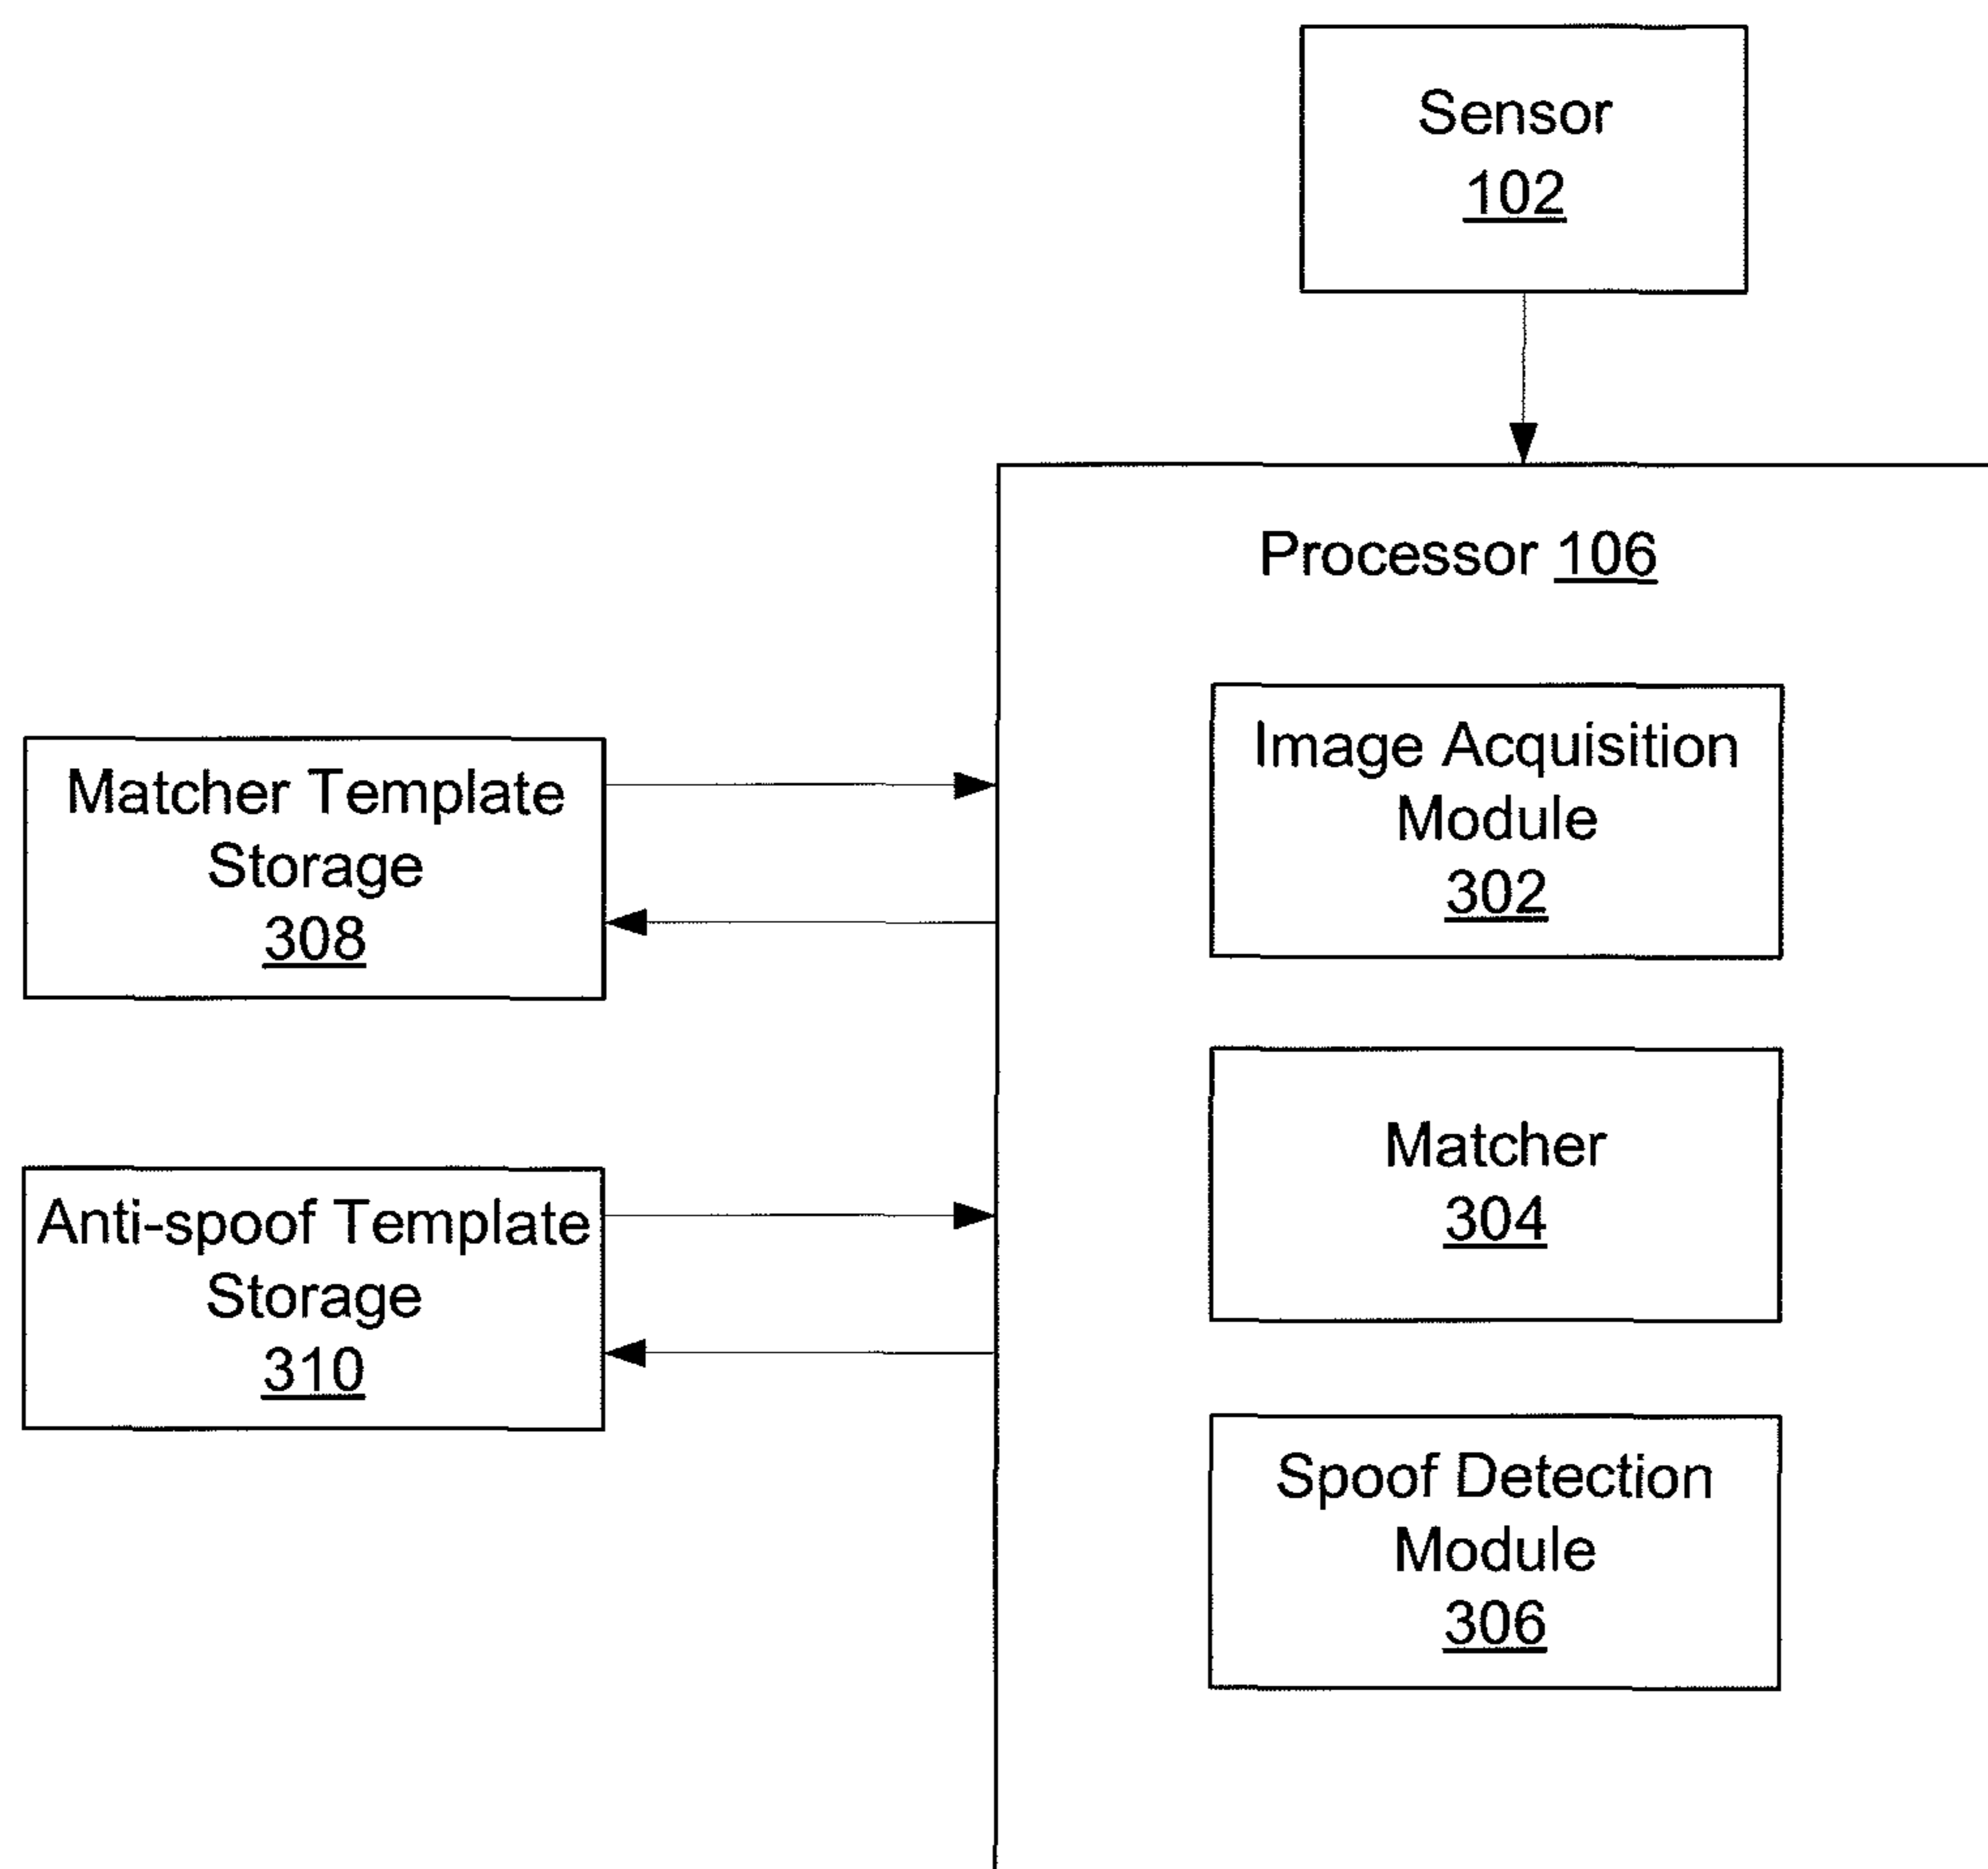 Sensor
102
Processor 106
Image Acquisition
Module
302
Matcher Template
Storage
308
Matcher
304
Anti-spoof Template
Storage
310
Spoof Detection
Module
306